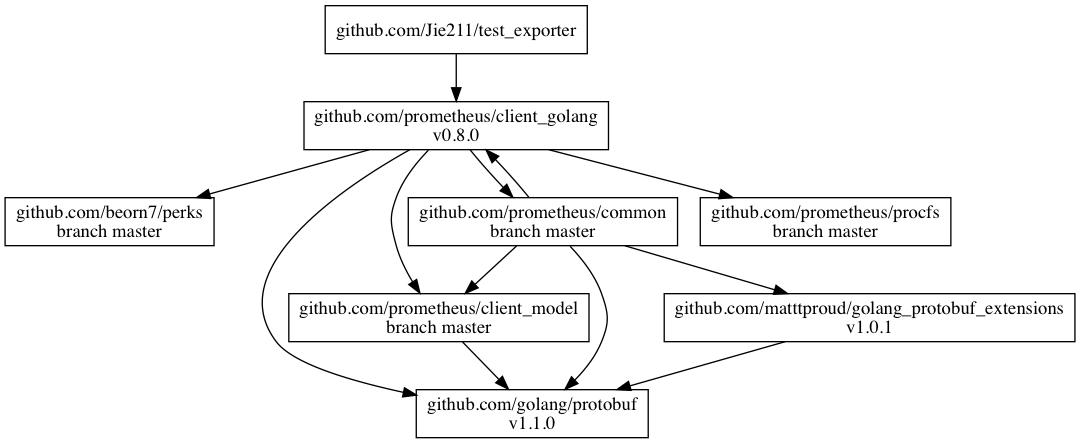 github.com/Jie211/test_exporter
github.com/prometheus/client_golang
v0.8.0
github.com/beorn7/perks
branch master
github.com/prometheus/common
branch master
github.com/prometheus/procfs
branch master
github.com/prometheus/client_model
branch master
github.com/matttproud/golang_protobuf_extensions
v1.0.1
github.com/golang/protobuf
v1.1.0